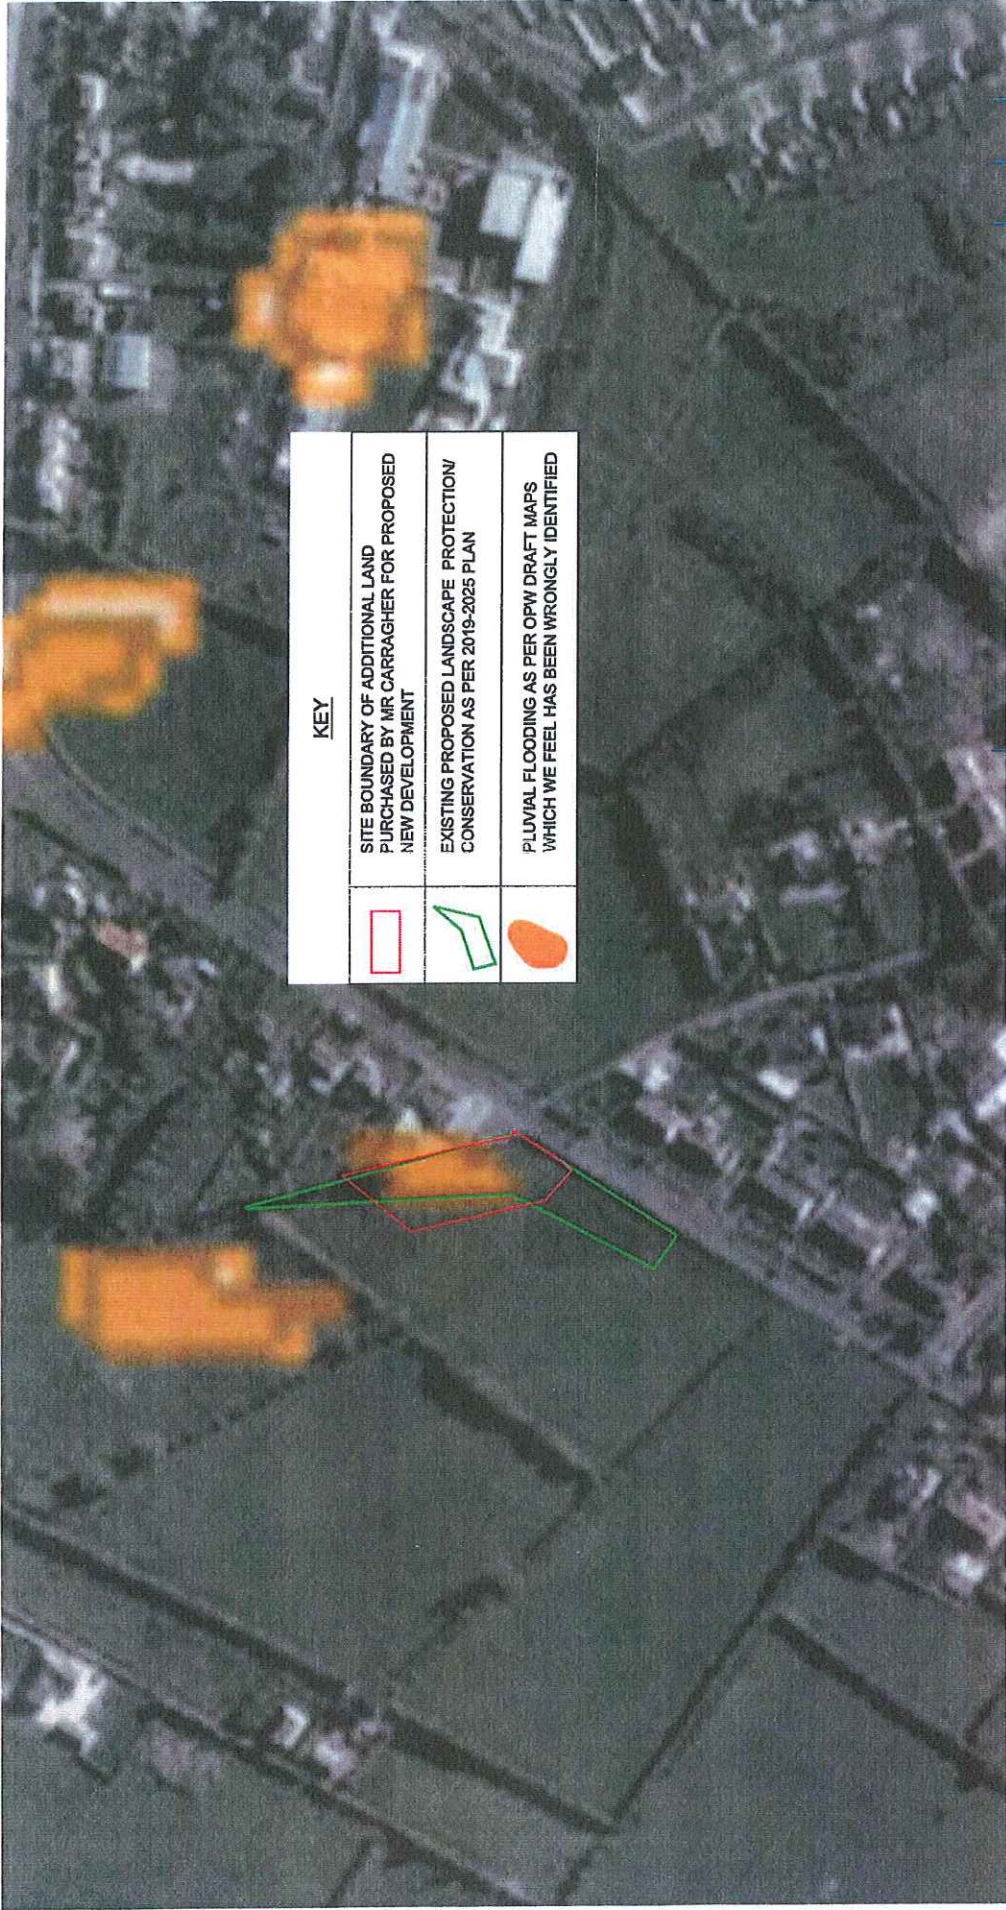 KEY
SITE BOUNDARY OF ADDITIONAL LAND
PURCHASED BY MR CARRAGHER FOR PROPOSED
NEW DEVELOPMENT
EXISTING PROPOSED LANDSCAPE PROTECTION/
CONSERVATION AS PER 2019-2025 PLAN
PLUVIAL FLOODING AS PER OPW DRAFT MAPS
WHICH WE FEEL HAS BEEN WRONGLY IDENTIFIED